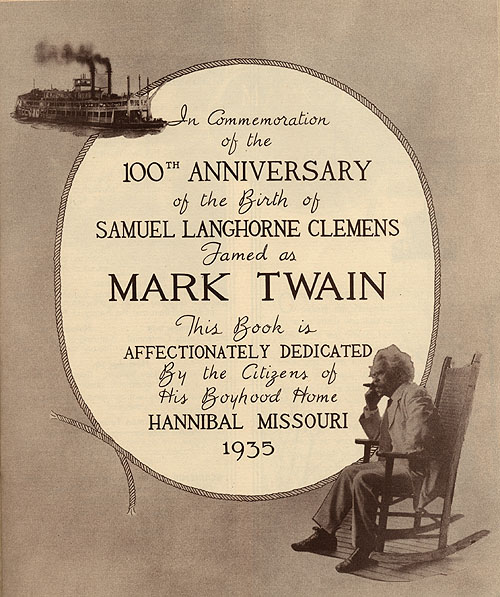 In Commemoration
of the
100TH ANNIVERSARY
of the Birth of
SAMUEL LANGHORNE CLEMENS
Famed as
MARK TWAIN
This Book is
AFFECTIONATELY DEDICATED
By the Citizens of
His Boyhood Home
HANNIBAL MISSOURI
1935